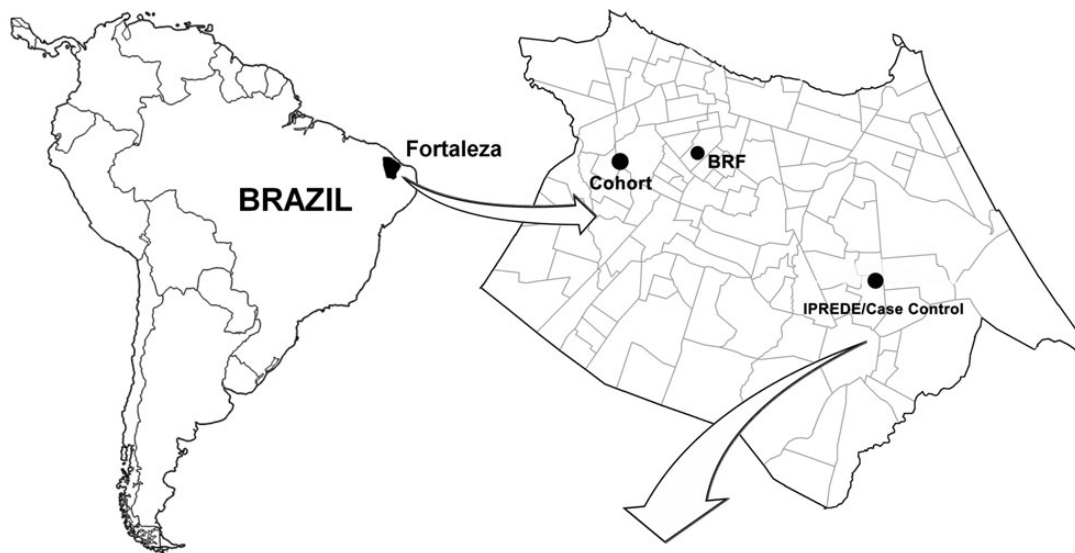 Fortaleza
BRAZIL
BRF
Cohort
IPREDE/Case Control